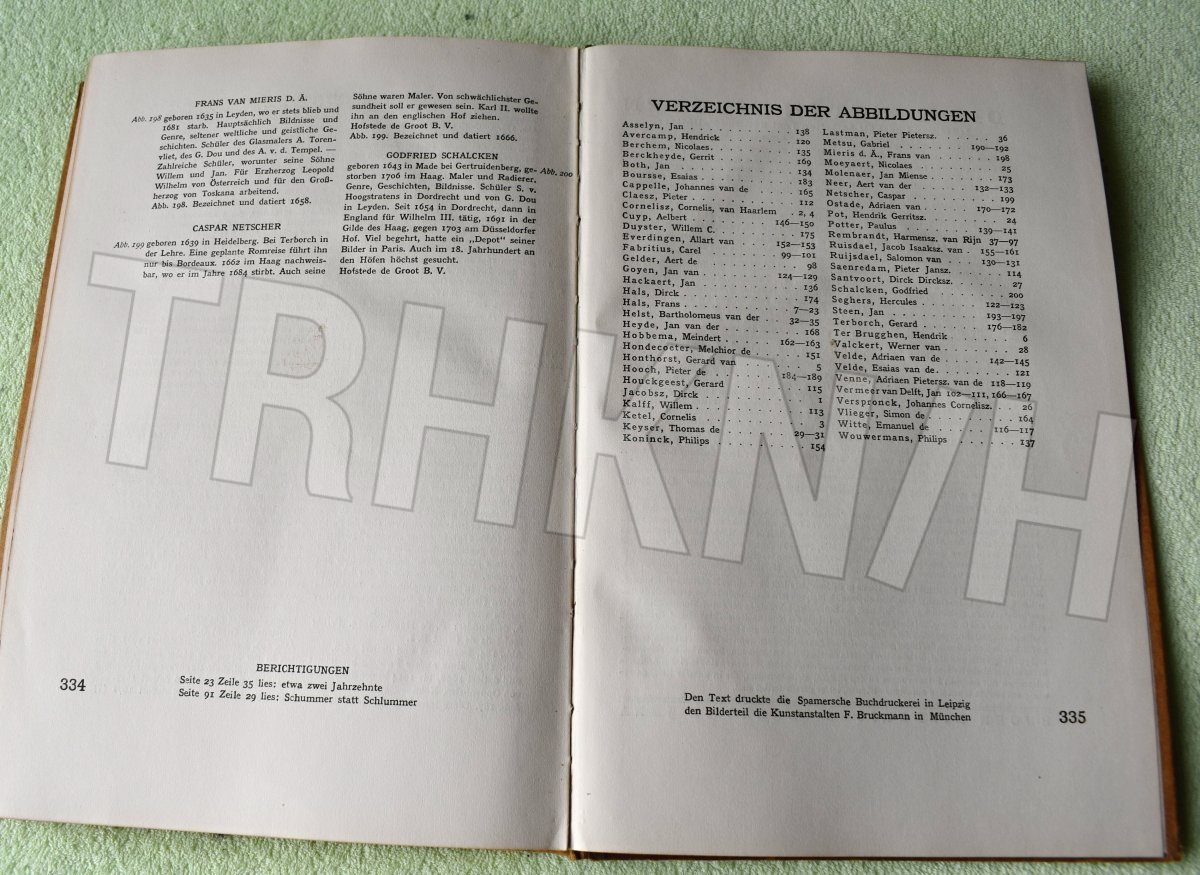 FRANS VAN MIERIS D. Ä.
Abb. 198 geboren 1635 in Leyden, wo er stets blieb und
1681 starb. Hauptsächlich Bildnisse und
Genre, seltener weltliche und geistliche Ge-
schichten. Schüler des Glasmalers A. Toren-
vliet, des G. Dou und des A. v. d. Tempel. —
Zahlreiche Schüler, worunter seine Söhne
Willem und Jan. Für Erzherzog Leopold
Wilhelm von Österreich und für den Groß-
herzog von Toskana arbeitend.
Abb. 198. Bezeichnet und datiert 1658.
CASPAR NETSCHER
Abb. 199 geboren 1639 in Heidelberg. Bei Terborch in
der Lehre. Eine geplante Romreise führt ihn
nur bis Bordeaux. 1662 im Haag nachweis-
bar, wo er im Jahre 1684 stirbt. Auch seine
Söhne waren Maler. Von schwächlichster Ge-
sundheit soll er gewesen sein. Karl II. wollte
ihn an den englischen Hof ziehen.
Hofstede de Groot B. V.
Abb. 199. Bezeichnet und datiert 1666.
GODFRIED SCHALCKEN
geboren 1643 in Made bei Gertruidenberg, ge- Abb. 200
storben 1706 im Haag. Maler und Radierer,
Genre, Geschichten, Bildnisse. Schüler S. v.
Hoogstratens in Dordrecht und von G. Dou
in Leyden. Seit 1654 in Dordrecht, dann in
England für Wilhelm III. tätig, 1691 in der
Gilde des Haag, gegen 1703 am Düsseldorfer
Hof. Viel begehrt, hatte ein „Depot" seiner
Bilder in Paris. Auch im 18. Jahrhundert an
den Höfen höchst gesucht.
Hofstede de Groot B. V.
BERICHTIGUNGEN
Seite 23 Zeile 35 lies: etwa zwei Jahrzehnte
Seite 91 Zeile 29 lies: Schummer statt Schlummer
334
VERZEICHNIS DER ABBILDUNGEN
Asselyn, Jan . . . . . . . . . . . 138
Avercamp, Hendrick . . . . . . . . 120
Berchem, Nicolaes. . . . . . . . . 135
Berckheyde, Gerrit . . . . . . . . 169
Both, Jan . . . . . . . . . . . . 134
Boursse, Esaias . . . . . . . . . 183
Cappelle, Johannes van de . . . . 165
Claesz, Pieter . . . . . . . . . . 112
Cornelisz, Cornelis, van Haarlem . . 2, 4
Cuyp, Aelbert . . . . . . . . 146—150
Duyster, Willem C. . . . . . . . . 175
Everdingen, Allart van . . . . 152—153
Fabritius, Carel . . . . . . . 99—101
Gelder, Aert de . . . . . . . . . 98
Goyen, Jan van . . . . . . . 124—129
Hackaert, Jan . . . . . . . . . . 136
Hals, Dirck . . . . . . . . . . . 174
Hals, Frans . . . . . . . . . . 7—23
Helst, Bartholomeus van der . . 32—35
Heyde, Jan van der . . . . . . . . 168
Hobbema, Meindert . . . . . . 162—163
Hondecoeter, Melchior de . . . . . 151
Honthorst, Gerard van . . . . . . 5
Hooch, Pieter de . . . . . . 184—189
Houckgeest, Gerard . . . . . . . . 115
Jacobsz, Dirck . . . . . . . . . . 1
Kalff, Willem . . . . . . . . . . 113
Ketel, Cornelis . . . . . . . . . 3
Keyser, Thomas de . . . . . . . 29—31
Koninck, Philips . . . . . . . . . 154
Lastman, Pieter Pietersz. . . . . . 36
Metsu, Gabriel . . . . . . . 190—192
Mieris d. Ä., Frans van . . . . . 198
Moeyaert, Nicolaes . . . . . . . . 25
Molenaer, Jan Miense . . . . . . . 173
Neer, Aert van der . . . . . 132—133
Netscher, Caspar . . . . . . . . . 199
Ostade, Adriaen van . . . . . 170—172
Pot, Hendrik Gerritsz. . . . . . . 24
Potter, Paulus . . . . . . . 139—141
Rembrandt, Harmensz. van Rijn 37—97
Ruisdael, Jacob Isaaksz. van . 155—161
Ruijsdael, Salomon van . . . . 130—131
Saenredam, Pieter Jansz. . . . . . 114
Santvoort, Dirck Dircksz. . . . . . 27
Schalcken, Godfried . . . . . . . 200
Seghers, Hercules . . . . . . 122—123
Steen, Jan . . . . . . . . . 193—197
Terborch, Gerard . . . . . . 176—182
Ter Brugghen, Hendrik . . . . . . 6
Valckert, Werner van . . . . . . . 28
Velde, Adriaen van de . . . . 142—145
Velde, Esaias van de. . . . . . . 121
Venne, Adriaen Pietersz. van de 118—119
Vermeer van Delft, Jan 102—111, 166—167
Verspronck, Johannes Cornelisz. . . 26
Vlieger, Simon de . . . . . . . . 164
Witte, Emanuel de . . . . . . 116—117
Wouwermans, Philips . . . . . . . 137
Den Text druckte die Spamersche Buchdruckerei in Leipzig
den Bilderteil die Kunstanstalten F. Bruckmann in München
335
TRHKN7H